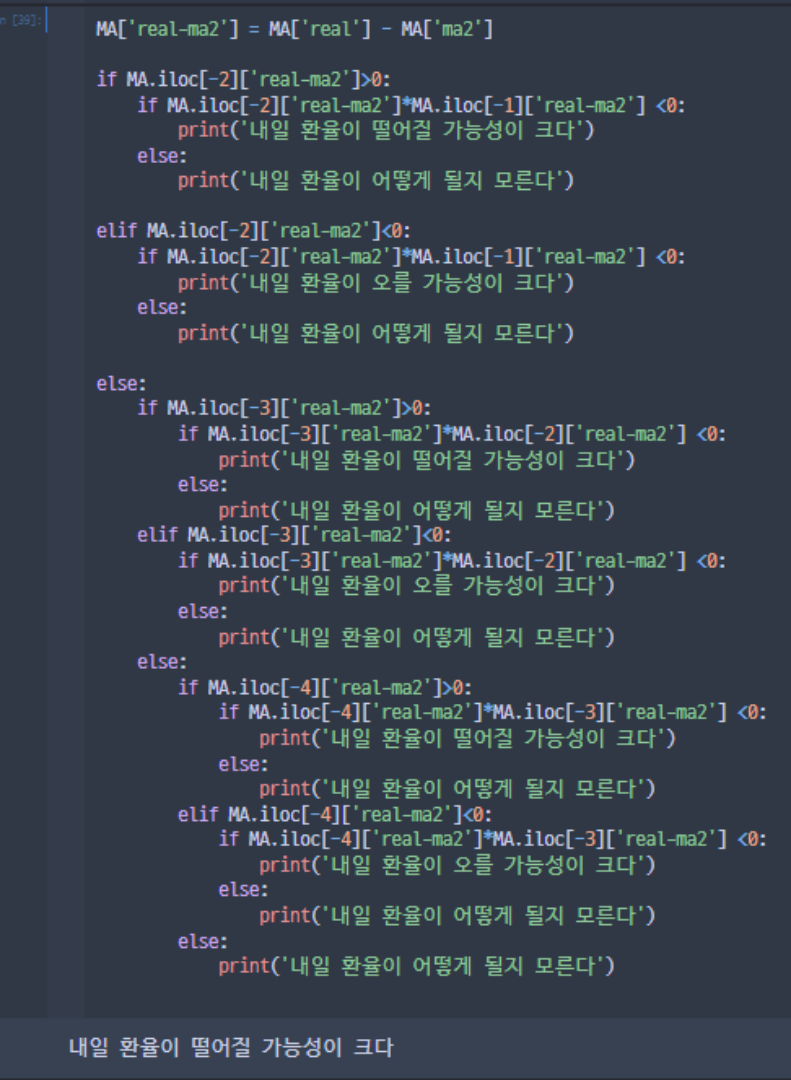 n [39]:
MA['real-ma2'] = MA['real'] - MA['ma2']
if MA.iloc[-2]['real-ma2']>0:
if MA.iloc[-2]['real-ma2']*MA.iloc[-1]['real-ma2'] <0:
print('내일 환율이 떨어질 가능성이 크다')
else:
print('내일 환율이 어떻게 될지 모른다')
elif MA.iloc[-2]['real-ma2']<0:
if MA.iloc[-2]['real-ma2']*MA.iloc[-1]['real-ma2'] <0:
print('내일 환율이 오를 가능성이 크다')
else:
print('내일 환율이 어떻게 될지 모른다')
else:
if MA.iloc[-3]['real-ma2']>0:
if MA.iloc[-3]['real-ma2']*MA.iloc[-2]['real-ma2'] <0:
print('내일 환율이 떨어질 가능성이 크다')
else:
print('내일 환율이 어떻게 될지 모른다')
elif MA.iloc[-3]['real-ma2']<0:
if MA.iloc[-3]['real-ma2']*MA.iloc[-2]['real-ma2'] <0:
print('내일 환율이 오를 가능성이 크다')
else:
print('내일 환율이 어떻게 될지 모른다')
else:
if MA.iloc[-4]['real-ma2']>0:
if MA.iloc[-4]['real-ma2']*MA.iloc[-3]['real-ma2'] <0:
print('내일 환율이 떨어질 가능성이 크다')
else:
print('내일 환율이 어떻게 될지 모른다')
elif MA.iloc[-4]['real-ma2']<0:
if MA.iloc[-4]['real-ma2']*MA.iloc[-3]['real-ma2'] <0:
print('내일 환율이 오를 가능성이 크다')
else:
print('내일 환율이 어떻게 될지 모른다')
else:
print('내일 환율이 어떻게 될지 모른다')
내일 환율이 떨어질 가능성이 크다